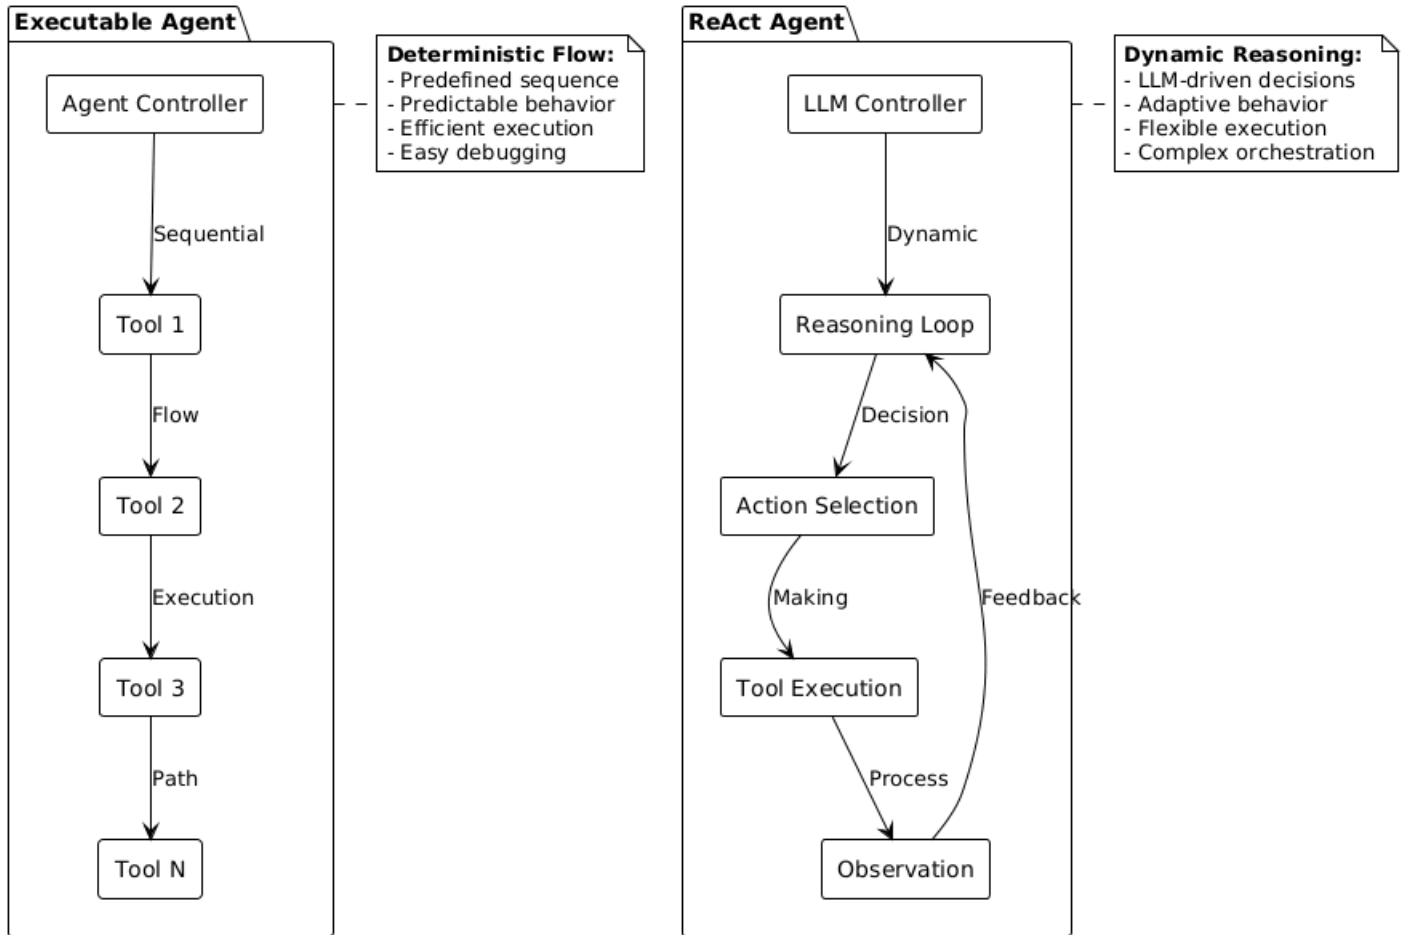 Executable Agent
Agent Controller
Deterministic Flow:
- Predefined sequence
- Predictable behavior
- Efficient execution
- Easy debugging
Sequential
Tool 1
Flow
Tool 2
Execution
Tool 3
Path
Tool N
ReAct Agent
LLM Controller
Dynamic Reasoning:
- LLM-driven decisions
- Adaptive behavior
- Flexible execution
- Complex orchestration
Dynamic
Reasoning Loop
Decision
Action Selection
Making
Feedback
Tool Execution
Process
Observation